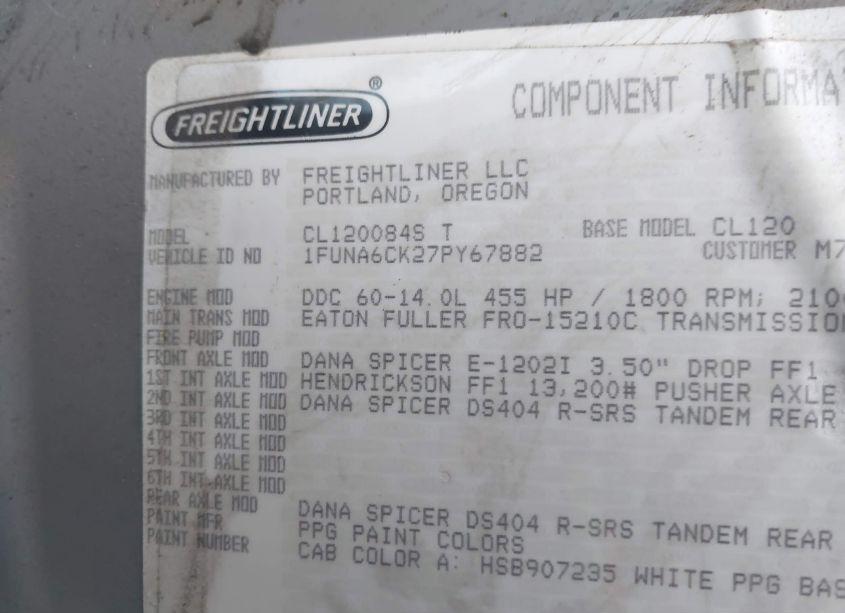 FREIGHTLINER ®
COMPONENT INFORMA
MANUFACTURED BY FREIGHTLINER LLC
PORTLAND, OREGON
MODEL CL120084S T BASE MODEL CL120
VEHICLE ID NO 1FUNA6CK27PY67882 CUSTOMER M7
ENGINE MOD DDC 60-14.0L 455 HP / 1800 RPM; 210
MAIN TRANS MOD EATON FULLER FRO-15210C TRANSMISSION
FIRE PUMP MOD
FRONT AXLE MOD DANA SPICER E-1202I 3.50" DROP FF1
1ST INT AXLE MOD HENDRICKSON FF1 13,200# PUSHER AXLE
2ND INT AXLE MOD DANA SPICER DS404 R-SRS TANDEM REAR
3RD INT AXLE MOD
4TH INT AXLE MOD
5TH INT AXLE MOD
6TH INT AXLE MOD
REAR AXLE MOD DANA SPICER DS404 R-SRS TANDEM REAR
PAINT MFR PPG PAINT COLORS
PAINT NUMBER CAB COLOR A: HSB907235 WHITE PPG BAS